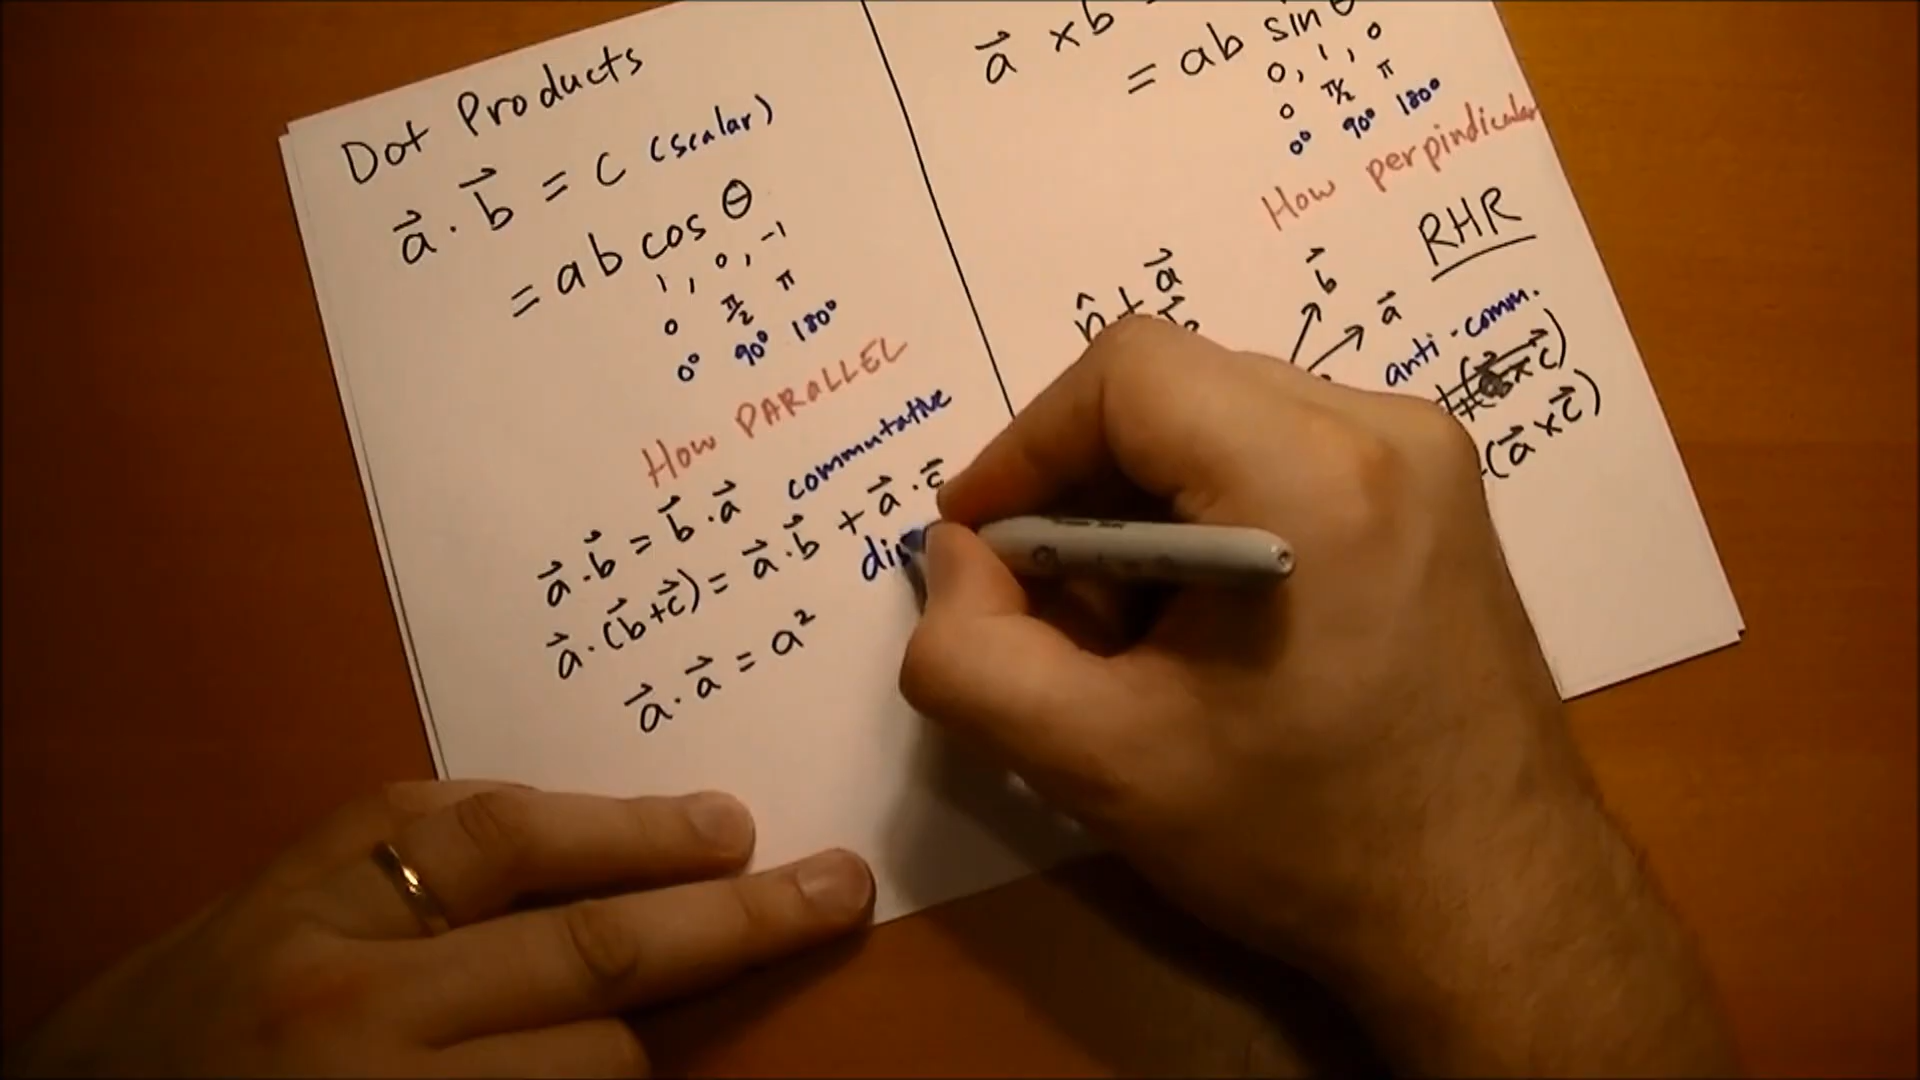 Dot Products
a⃗ · b⃗ = c (scalar)
= ab cos θ
1, 0, -1
0 π/2 π
0° 90° 180°
How PARALLEL
a⃗ · b⃗ = b⃗ · a⃗ commutative
a⃗ · (b⃗ + c⃗) = a⃗ · b⃗ + a⃗ · c⃗
dis
a⃗ · a⃗ = a²
a⃗ × b
= ab sin θ
0, 1, 0
0 π/2 π
0° 90° 180°
How perpindicular
RHR
n̂ + a⃗
b⃗
a⃗
anti-comm.
(a⃗ × c⃗)